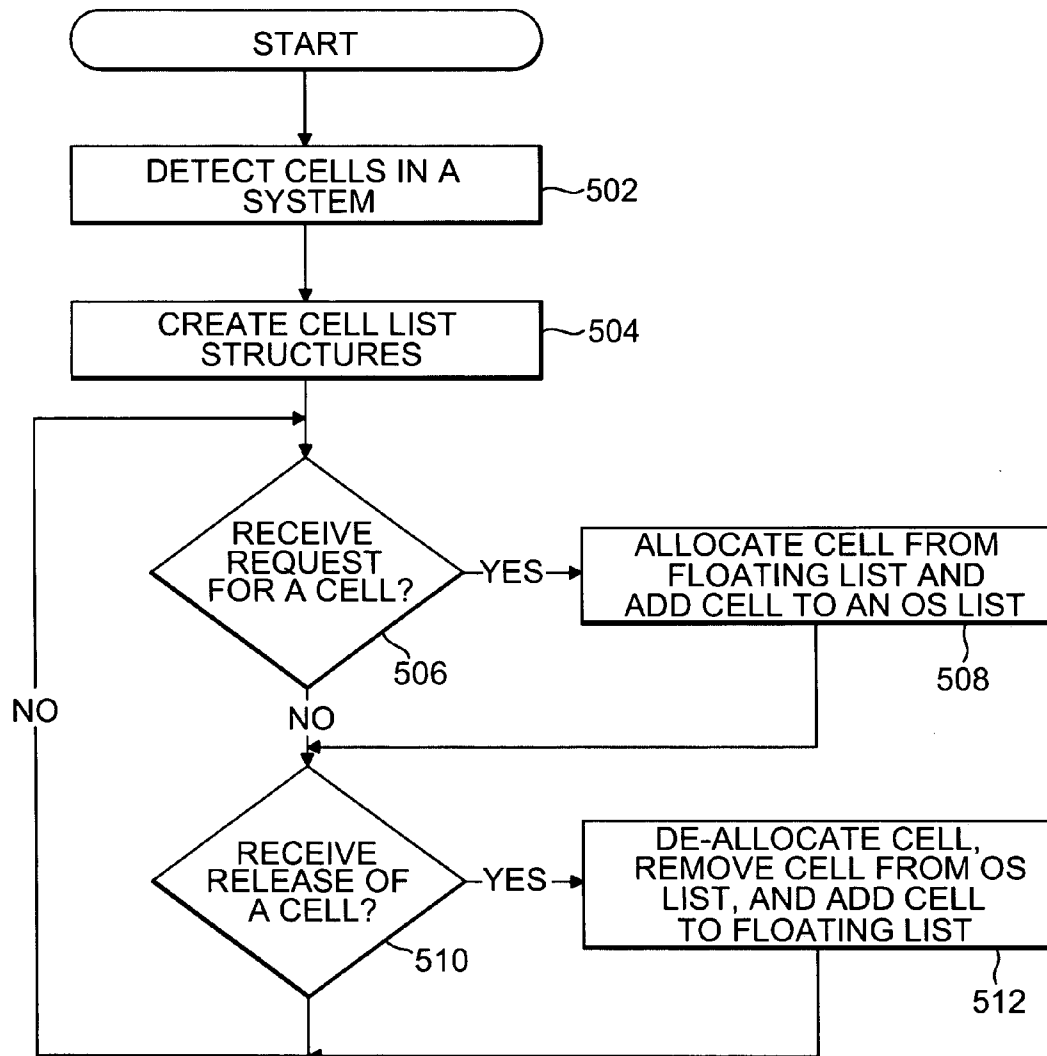 START
DETECT CELLS IN A
SYSTEM
502
CREATE CELL LIST
STRUCTURES
504
RECEIVE
REQUEST
FOR A CELL?
506
YES
ALLOCATE CELL FROM
FLOATING LIST AND
ADD CELL TO AN OS LIST
508
NO
NO
RECEIVE
RELEASE OF
A CELL?
510
YES
DE-ALLOCATE CELL,
REMOVE CELL FROM OS
LIST, AND ADD CELL
TO FLOATING LIST
512